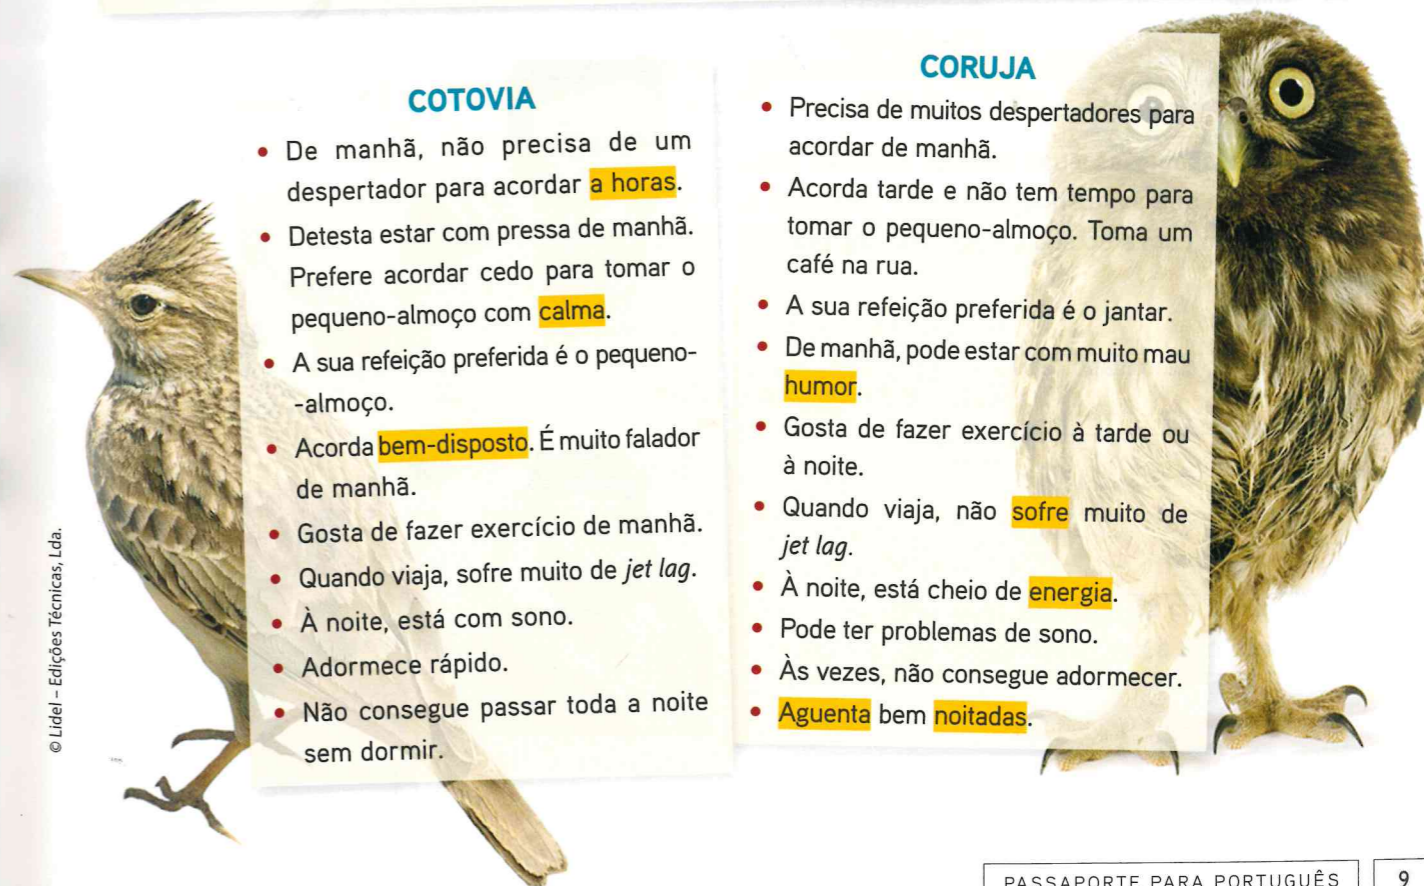 COTOVIA
• De manhã, não precisa de um
despertador para acordar a horas.
• Detesta estar com pressa de manhã.
Prefere acordar cedo para tomar o
pequeno-almoço com calma.
• A sua refeição preferida é o pequeno-
-almoço.
• Acorda bem-disposto. É muito falador
de manhã.
• Gosta de fazer exercício de manhã.
• Quando viaja, sofre muito de jet lag.
• À noite, está com sono.
• Adormece rápido.
• Não consegue passar toda a noite
sem dormir.
CORUJA
• Precisa de muitos despertadores para
acordar de manhã.
• Acorda tarde e não tem tempo para
tomar o pequeno-almoço. Toma um
café na rua.
• A sua refeição preferida é o jantar.
• De manhã, pode estar com muito mau
humor.
• Gosta de fazer exercício à tarde ou
à noite.
• Quando viaja, não sofre muito de
jet lag.
• À noite, está cheio de energia.
• Pode ter problemas de sono.
• Às vezes, não consegue adormecer.
• Aguenta bem noitadas.
© Lidel – Edições Técnicas, Lda.
PASSAPORTE PARA PORTUGUÊS 9